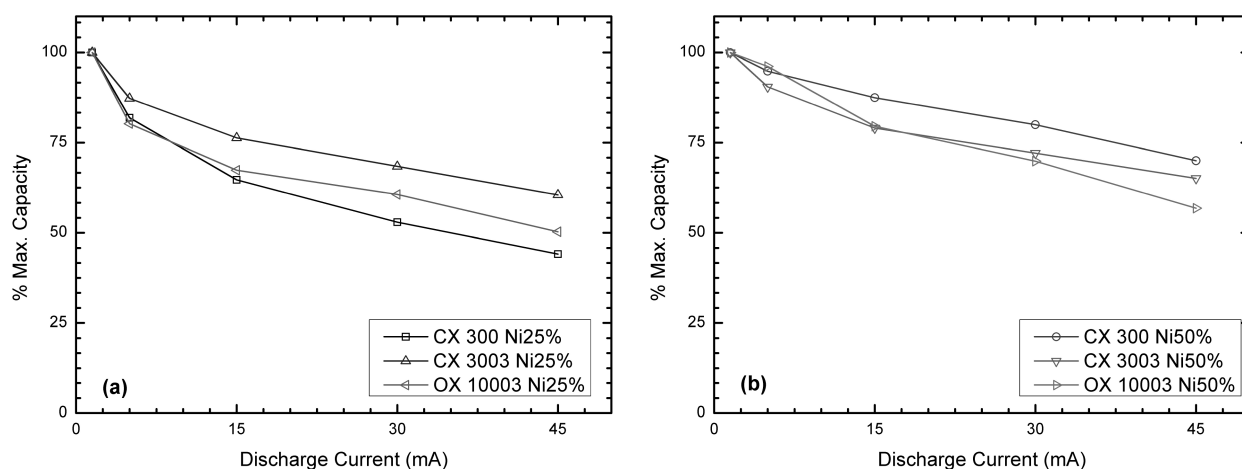 100
75
50
25
0
% Max. Capacity
CX 300 Ni25%
CX 3003 Ni25%
OX 10003 Ni25%
(a)
0 15 30 45
Discharge Current (mA)
100
75
50
25
0
% Max. Capacity
CX 300 Ni50%
CX 3003 Ni50%
OX 10003 Ni50%
(b)
0 15 30 45
Discharge Current (mA)